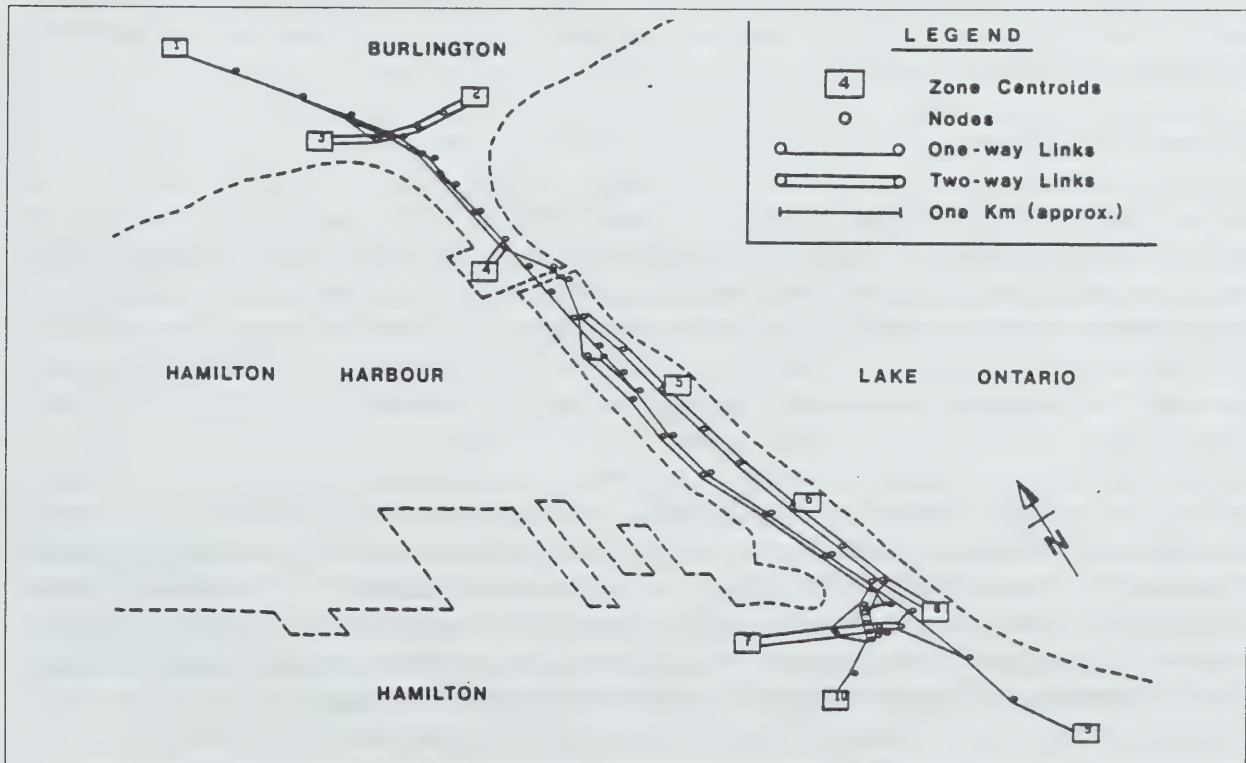 1
BURLINGTON
2
3
4
LEGEND
4 Zone Centroids
Nodes
One-way Links
Two-way Links
One Km (approx.)
HAMILTON HARBOUR
5
LAKE ONTARIO
6
N
8
7
HAMILTON
10
9